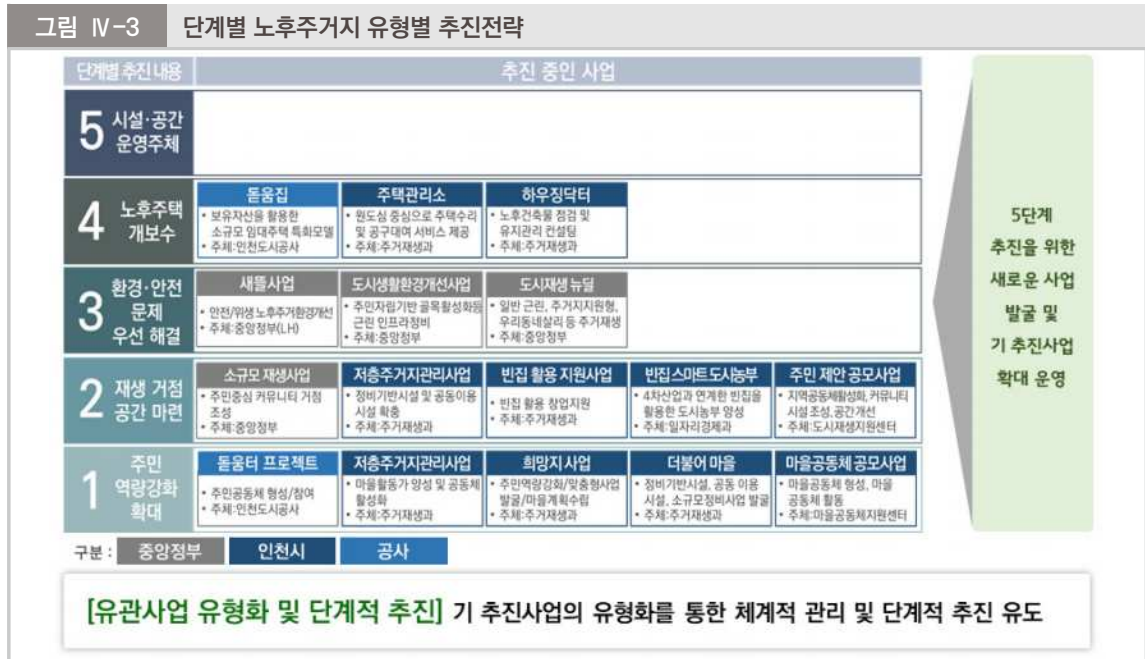 그림 Ⅳ-3 단계별 노후주거지 유형별 추진전략
단계별 추진 내용
추진 중인 사업
5 시설·공간
운영주체
4 노후주택
개보수
돋움집
• 보유자산을 활용한
소규모 임대주택 특화모델
• 주체:인천도시공사
주택관리소
• 원도심 중심으로 주택수리
및 공구대여 서비스 제공
• 주체:주거재생과
하우징닥터
• 노후건축물 점검 및
유지관리 컨설팅
• 주체:주거재생과
3 환경·안전
문제
우선 해결
새뜰사업
• 안전/위생 노후주거환경개선
• 주체:중앙정부(LH)
도시생활환경개선사업
• 주민자립기반 골목활성화등
근린 인프라정비
• 주체:중앙정부
도시재생 뉴딜
• 일반 근린, 주거지지원형,
우리동네살리 등 주거재생
• 주체:중앙정부
2 재생 거점
공간 마련
소규모 재생사업
• 주민중심 커뮤니티 거점
조성
• 주체:중앙정부
저층주거지관리사업
• 정비기반시설 및 공동이용
시설 확충
• 주체:주거재생과
빈집 활용 지원사업
• 빈집 활용 창업지원
• 주체:주거재생과
빈집 스마트 도시농부
• 4차산업과 연계한 빈집을
활용한 도시농부 양성
• 주체:일자리경제과
주민 제안 공모사업
• 지역공동체활성화, 커뮤니티
시설 조성, 공간개선
• 주체:도시재생지원센터
1 주민
역량강화
확대
돋움터 프로젝트
• 주민공동체 형성/참여
• 주체:인천도시공사
저층주거지관리사업
• 마을활동가 양성 및 공동체
활성화
• 주체:주거재생과
희망지 사업
• 주민역량강화/맞춤형사업
발굴/마을계획수립
• 주체:주거재생과
더불어 마을
• 정비기반시설, 공동 이용
시설, 소규모정비사업 발굴
• 주체:주거재생과
마을공동체 공모사업
• 마을공동체 형성, 마을
공동체 활동
• 주체:마을공동체지원센터
5단계
추진을 위한
새로운 사업
발굴 및
기 추진사업
확대 운영
구분 : 중앙정부 인천시 공사
[유관사업 유형화 및 단계적 추진] 기 추진사업의 유형화를 통한 체계적 관리 및 단계적 추진 유도